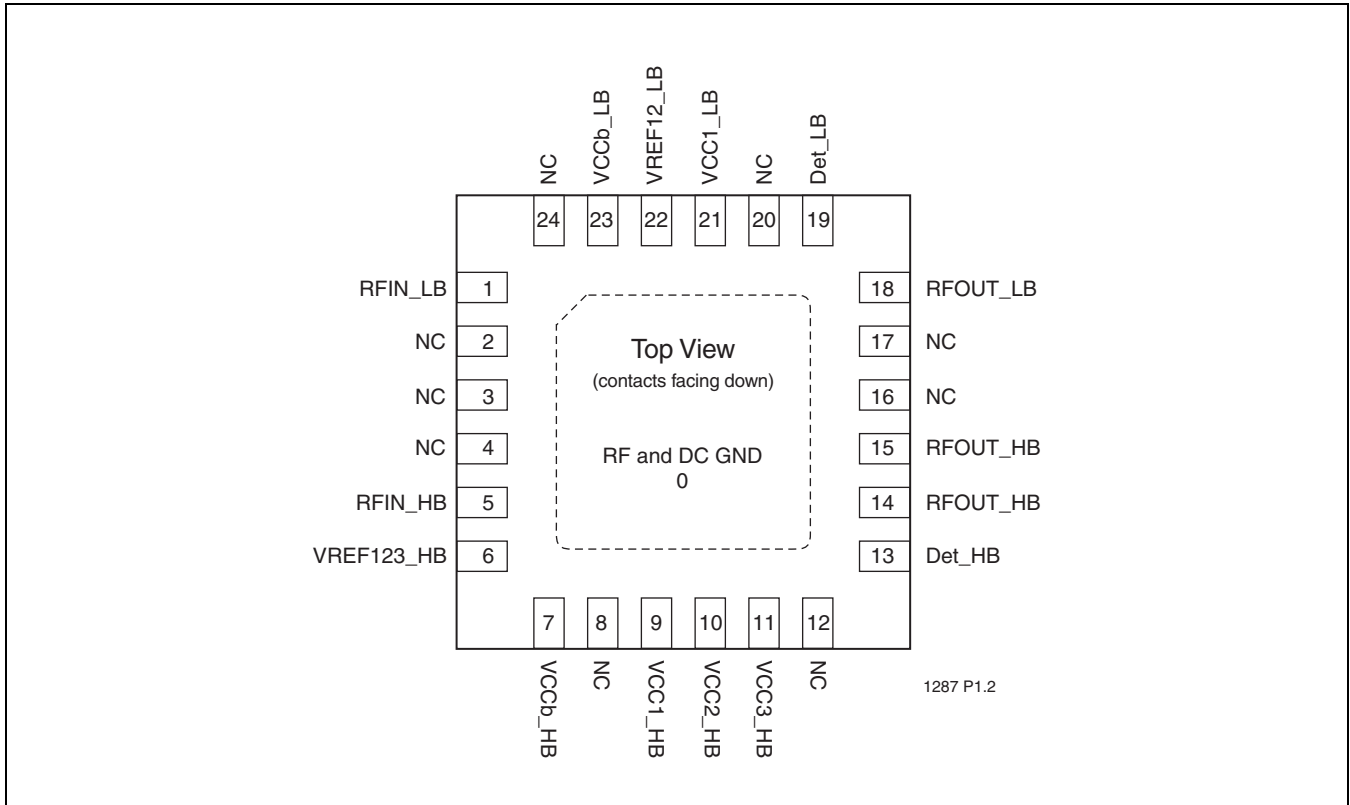 NC
VCCb_LB
VREF12_LB
VCC1_LB
NC
Det_LB
24
23
22
21
20
19
RFIN_LB 1
NC 2
NC 3
NC 4
RFIN_HB 5
VREF123_HB 6
Top View
(contacts facing down)
RF and DC GND
0
18 RFOUT_LB
17 NC
16 NC
15 RFOUT_HB
14 RFOUT_HB
13 Det_HB
7
8
9
10
11
12
VCCb_HB
NC
VCC1_HB
VCC2_HB
VCC3_HB
NC
1287 P1.2